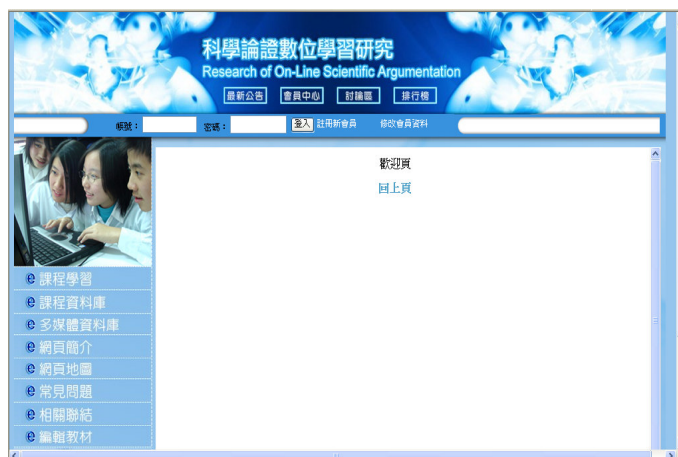 科學論證數位學習研究
Research of On-Line Scientific Argumentation
最新公告 會員中心 討論區 排行榜
帳號： 密碼： 登入 註冊新會員 修改會員資料
歡迎頁
回上頁
課程學習
課程資料庫
多媒體資料庫
網頁簡介
網頁地圖
常見問題
相關聯結
編輯教材